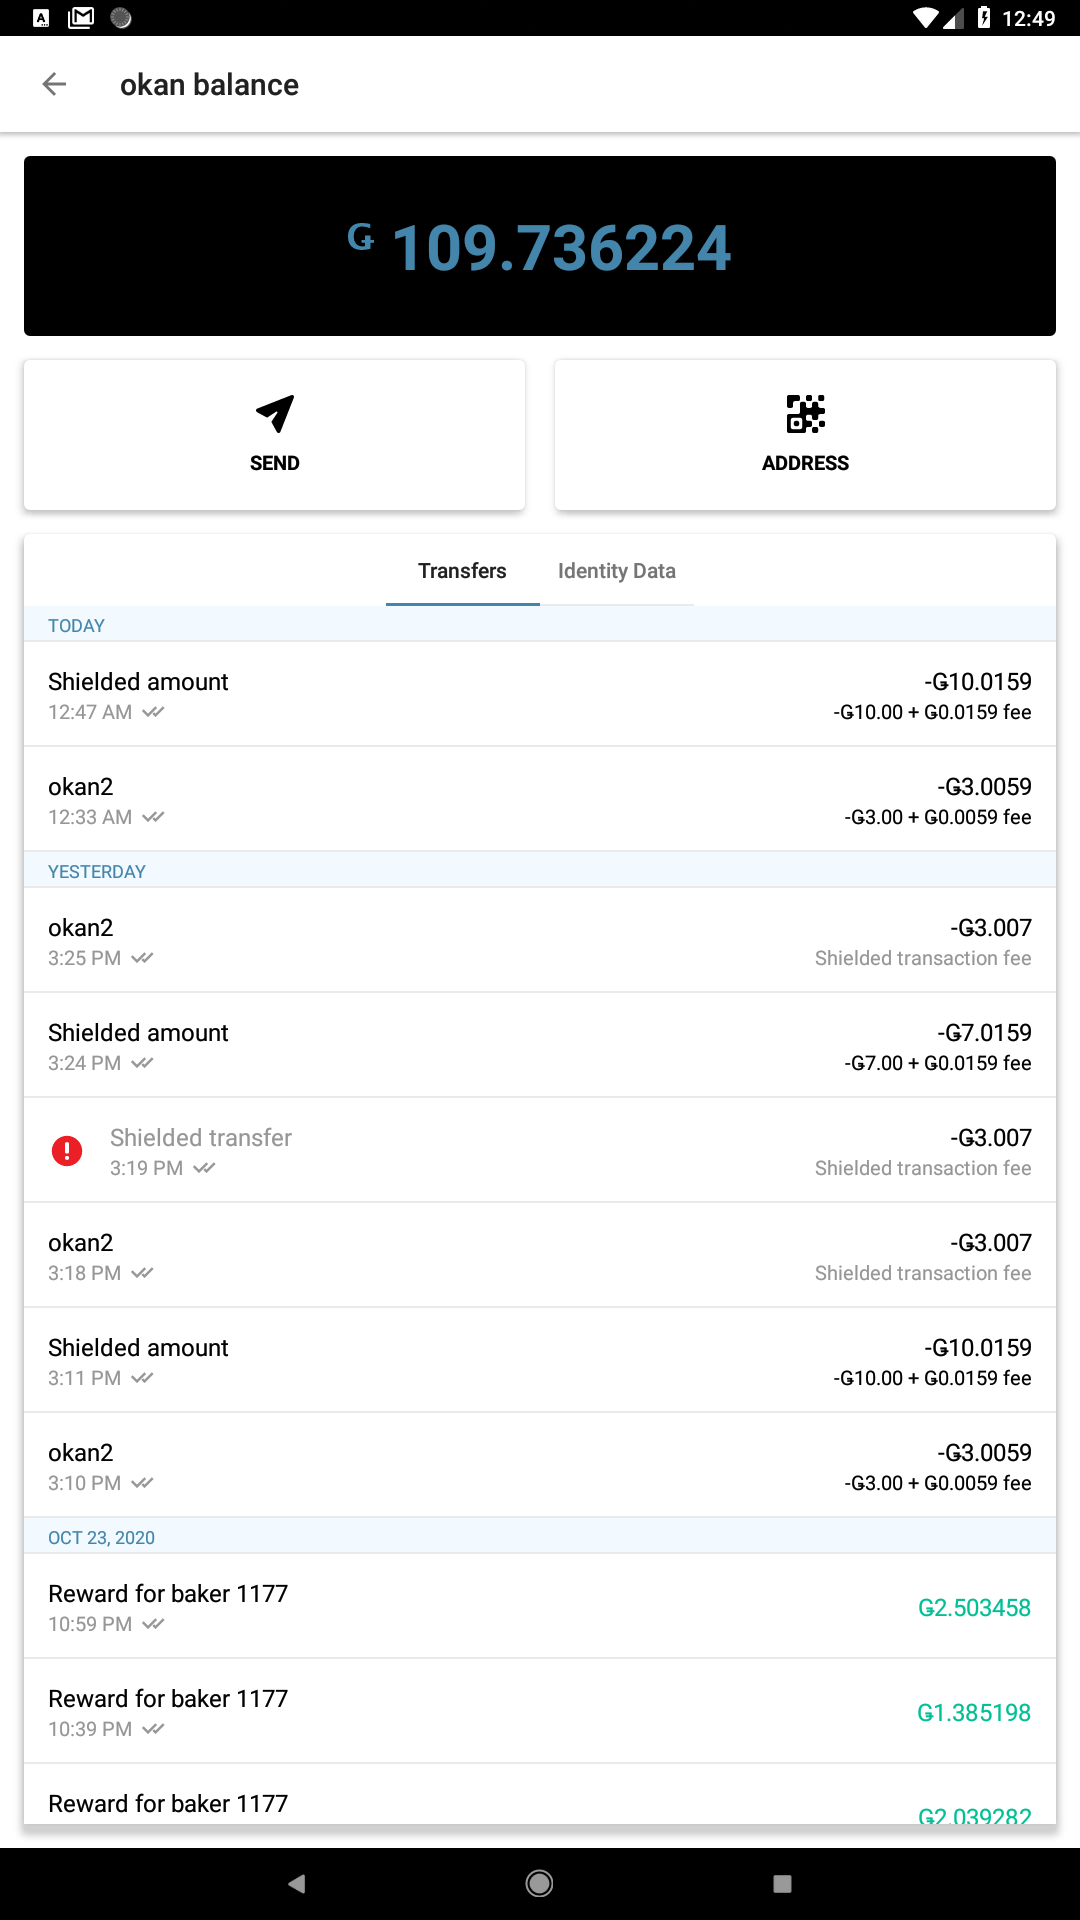 12:49
okan balance
Ǥ 109.736224
SEND
ADDRESS
Transfers
Identity Data
TODAY
Shielded amount
-Ǥ10.0159
12:47 AM
-Ǥ10.00 + Ǥ0.0159 fee
okan2
-Ǥ3.0059
12:33 AM
-Ǥ3.00 + Ǥ0.0059 fee
YESTERDAY
okan2
-Ǥ3.007
3:25 PM
Shielded transaction fee
Shielded amount
-Ǥ7.0159
3:24 PM
-Ǥ7.00 + Ǥ0.0159 fee
Shielded transfer
-Ǥ3.007
3:19 PM
Shielded transaction fee
okan2
-Ǥ3.007
3:18 PM
Shielded transaction fee
Shielded amount
-Ǥ10.0159
3:11 PM
-Ǥ10.00 + Ǥ0.0159 fee
okan2
-Ǥ3.0059
3:10 PM
-Ǥ3.00 + Ǥ0.0059 fee
OCT 23, 2020
Reward for baker 1177
Ǥ2.503458
10:59 PM
Reward for baker 1177
Ǥ1.385198
10:39 PM
Reward for baker 1177
Ǥ2.039282